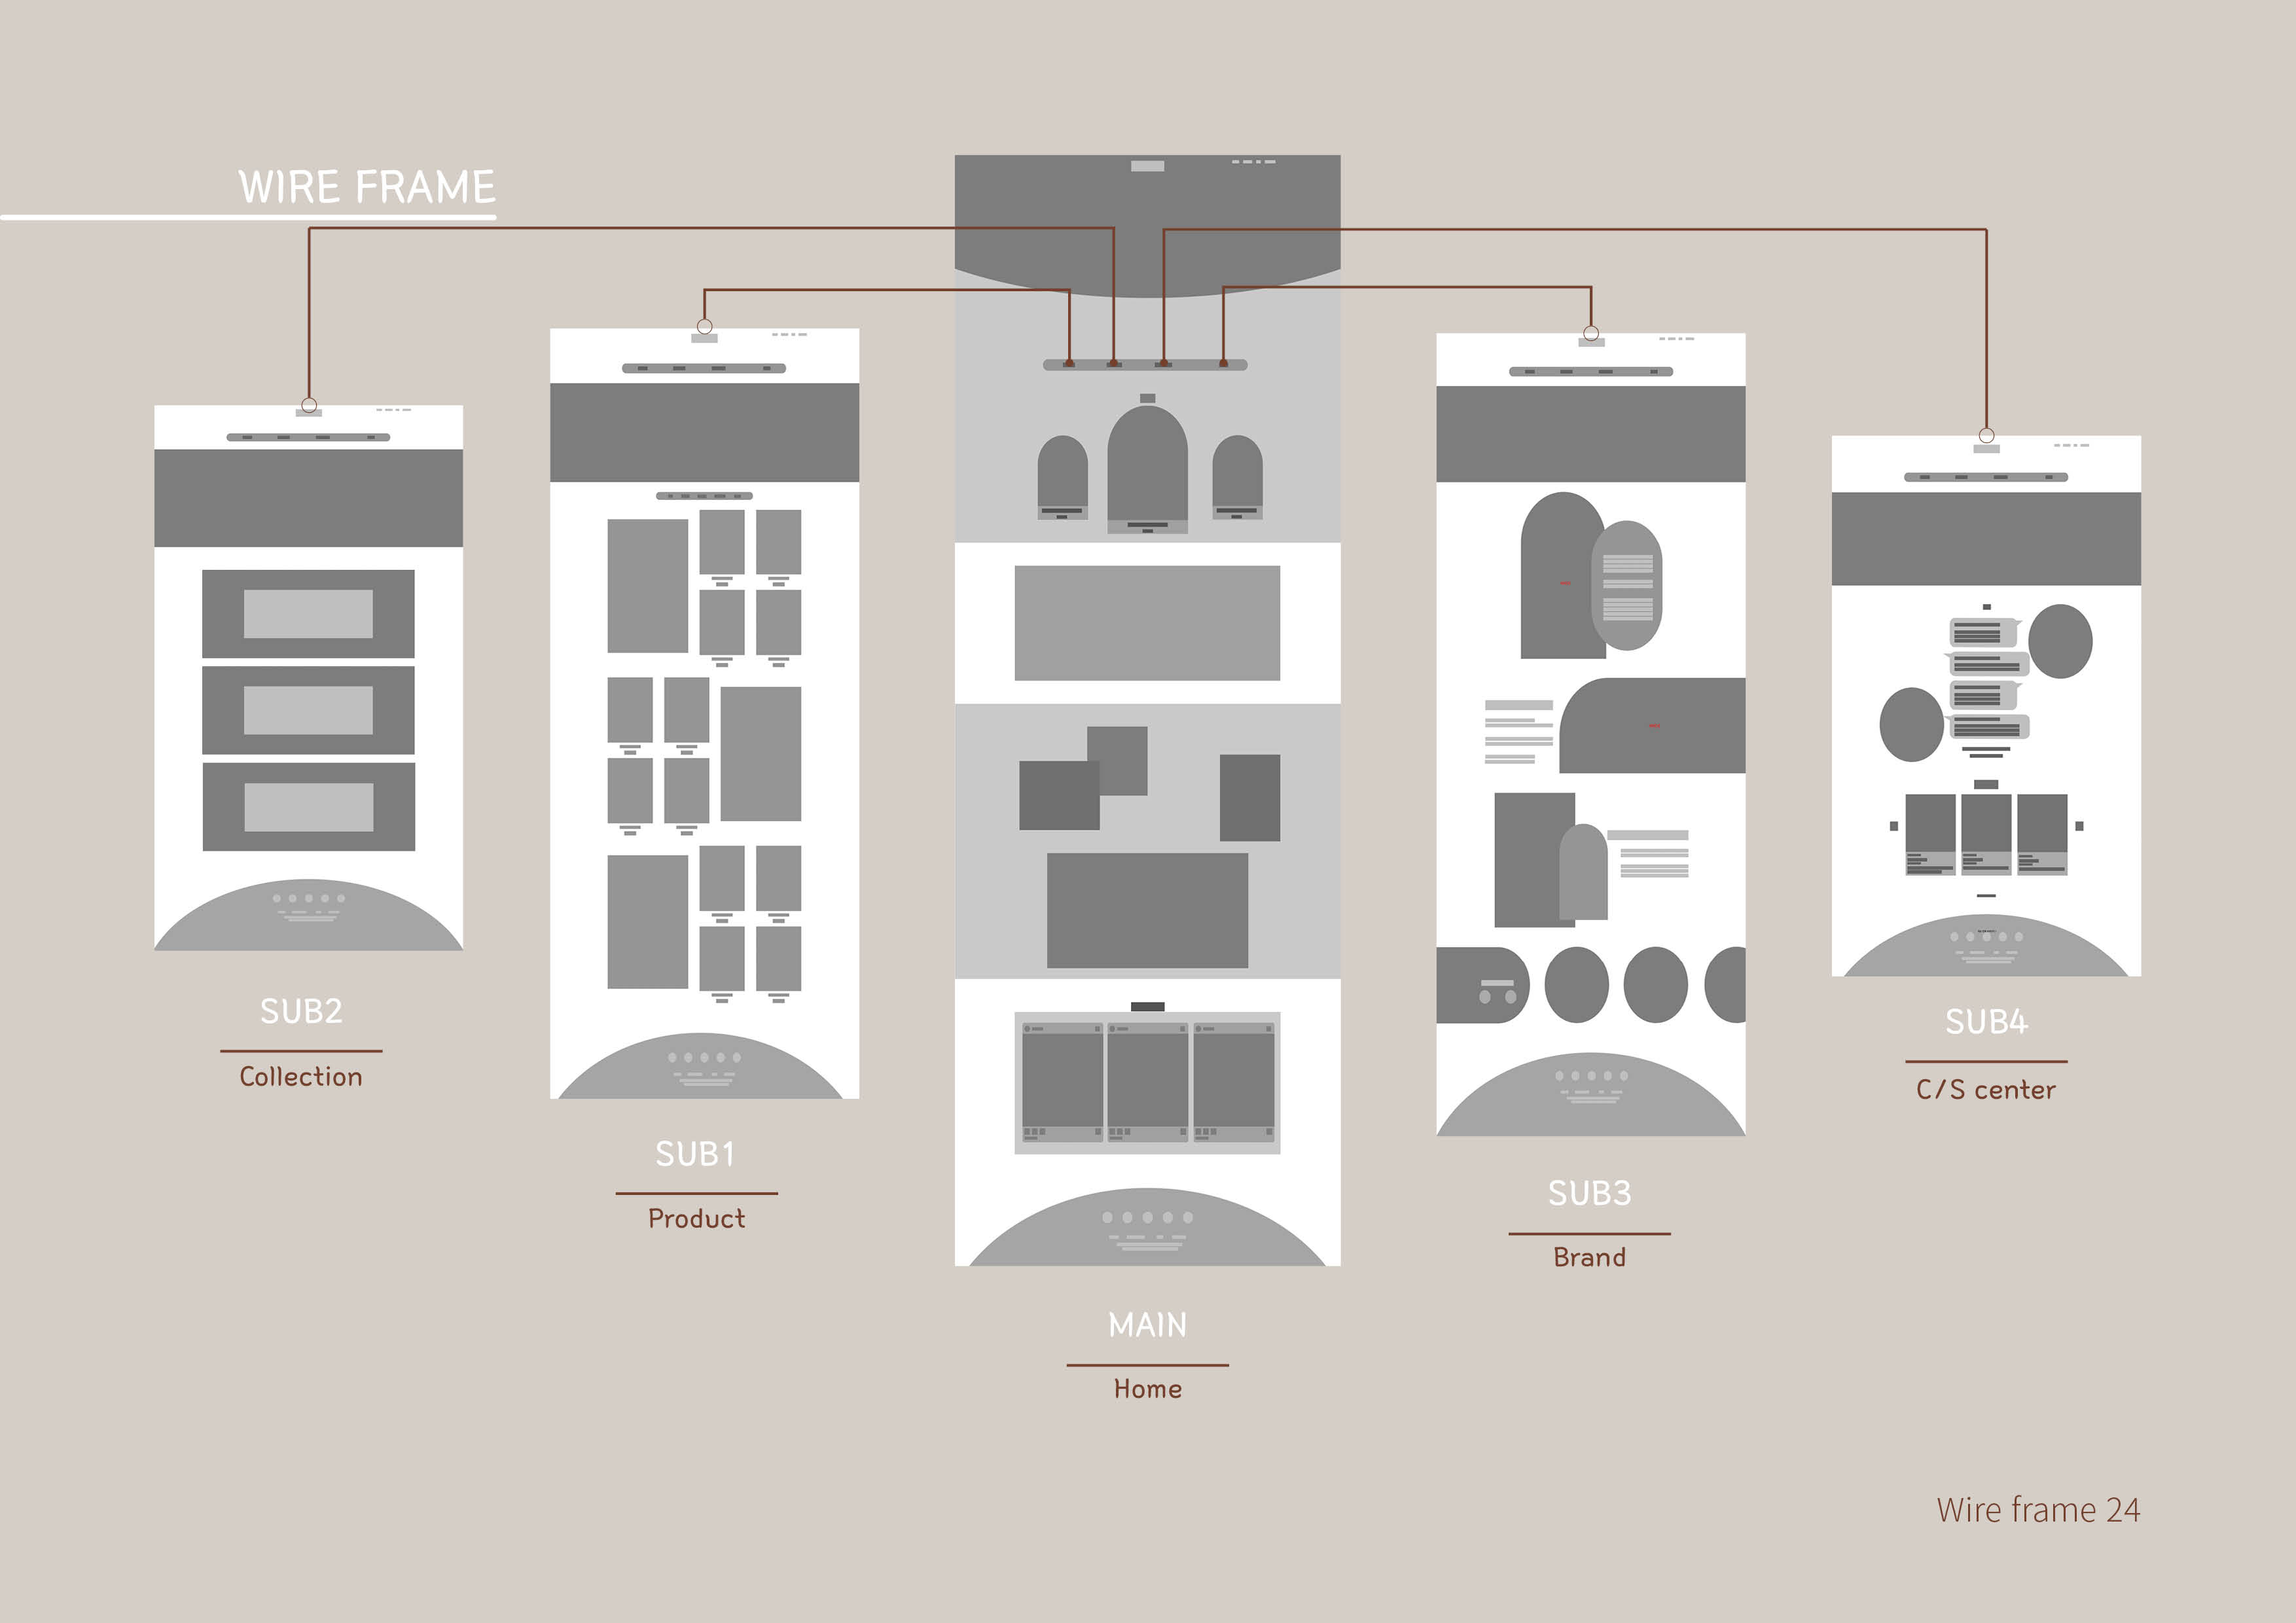 WIRE FRAME
SUB2
Collection
SUB1
Product
MAIN
Home
SUB3
Brand
SUB4
C/S center
Wire frame 24